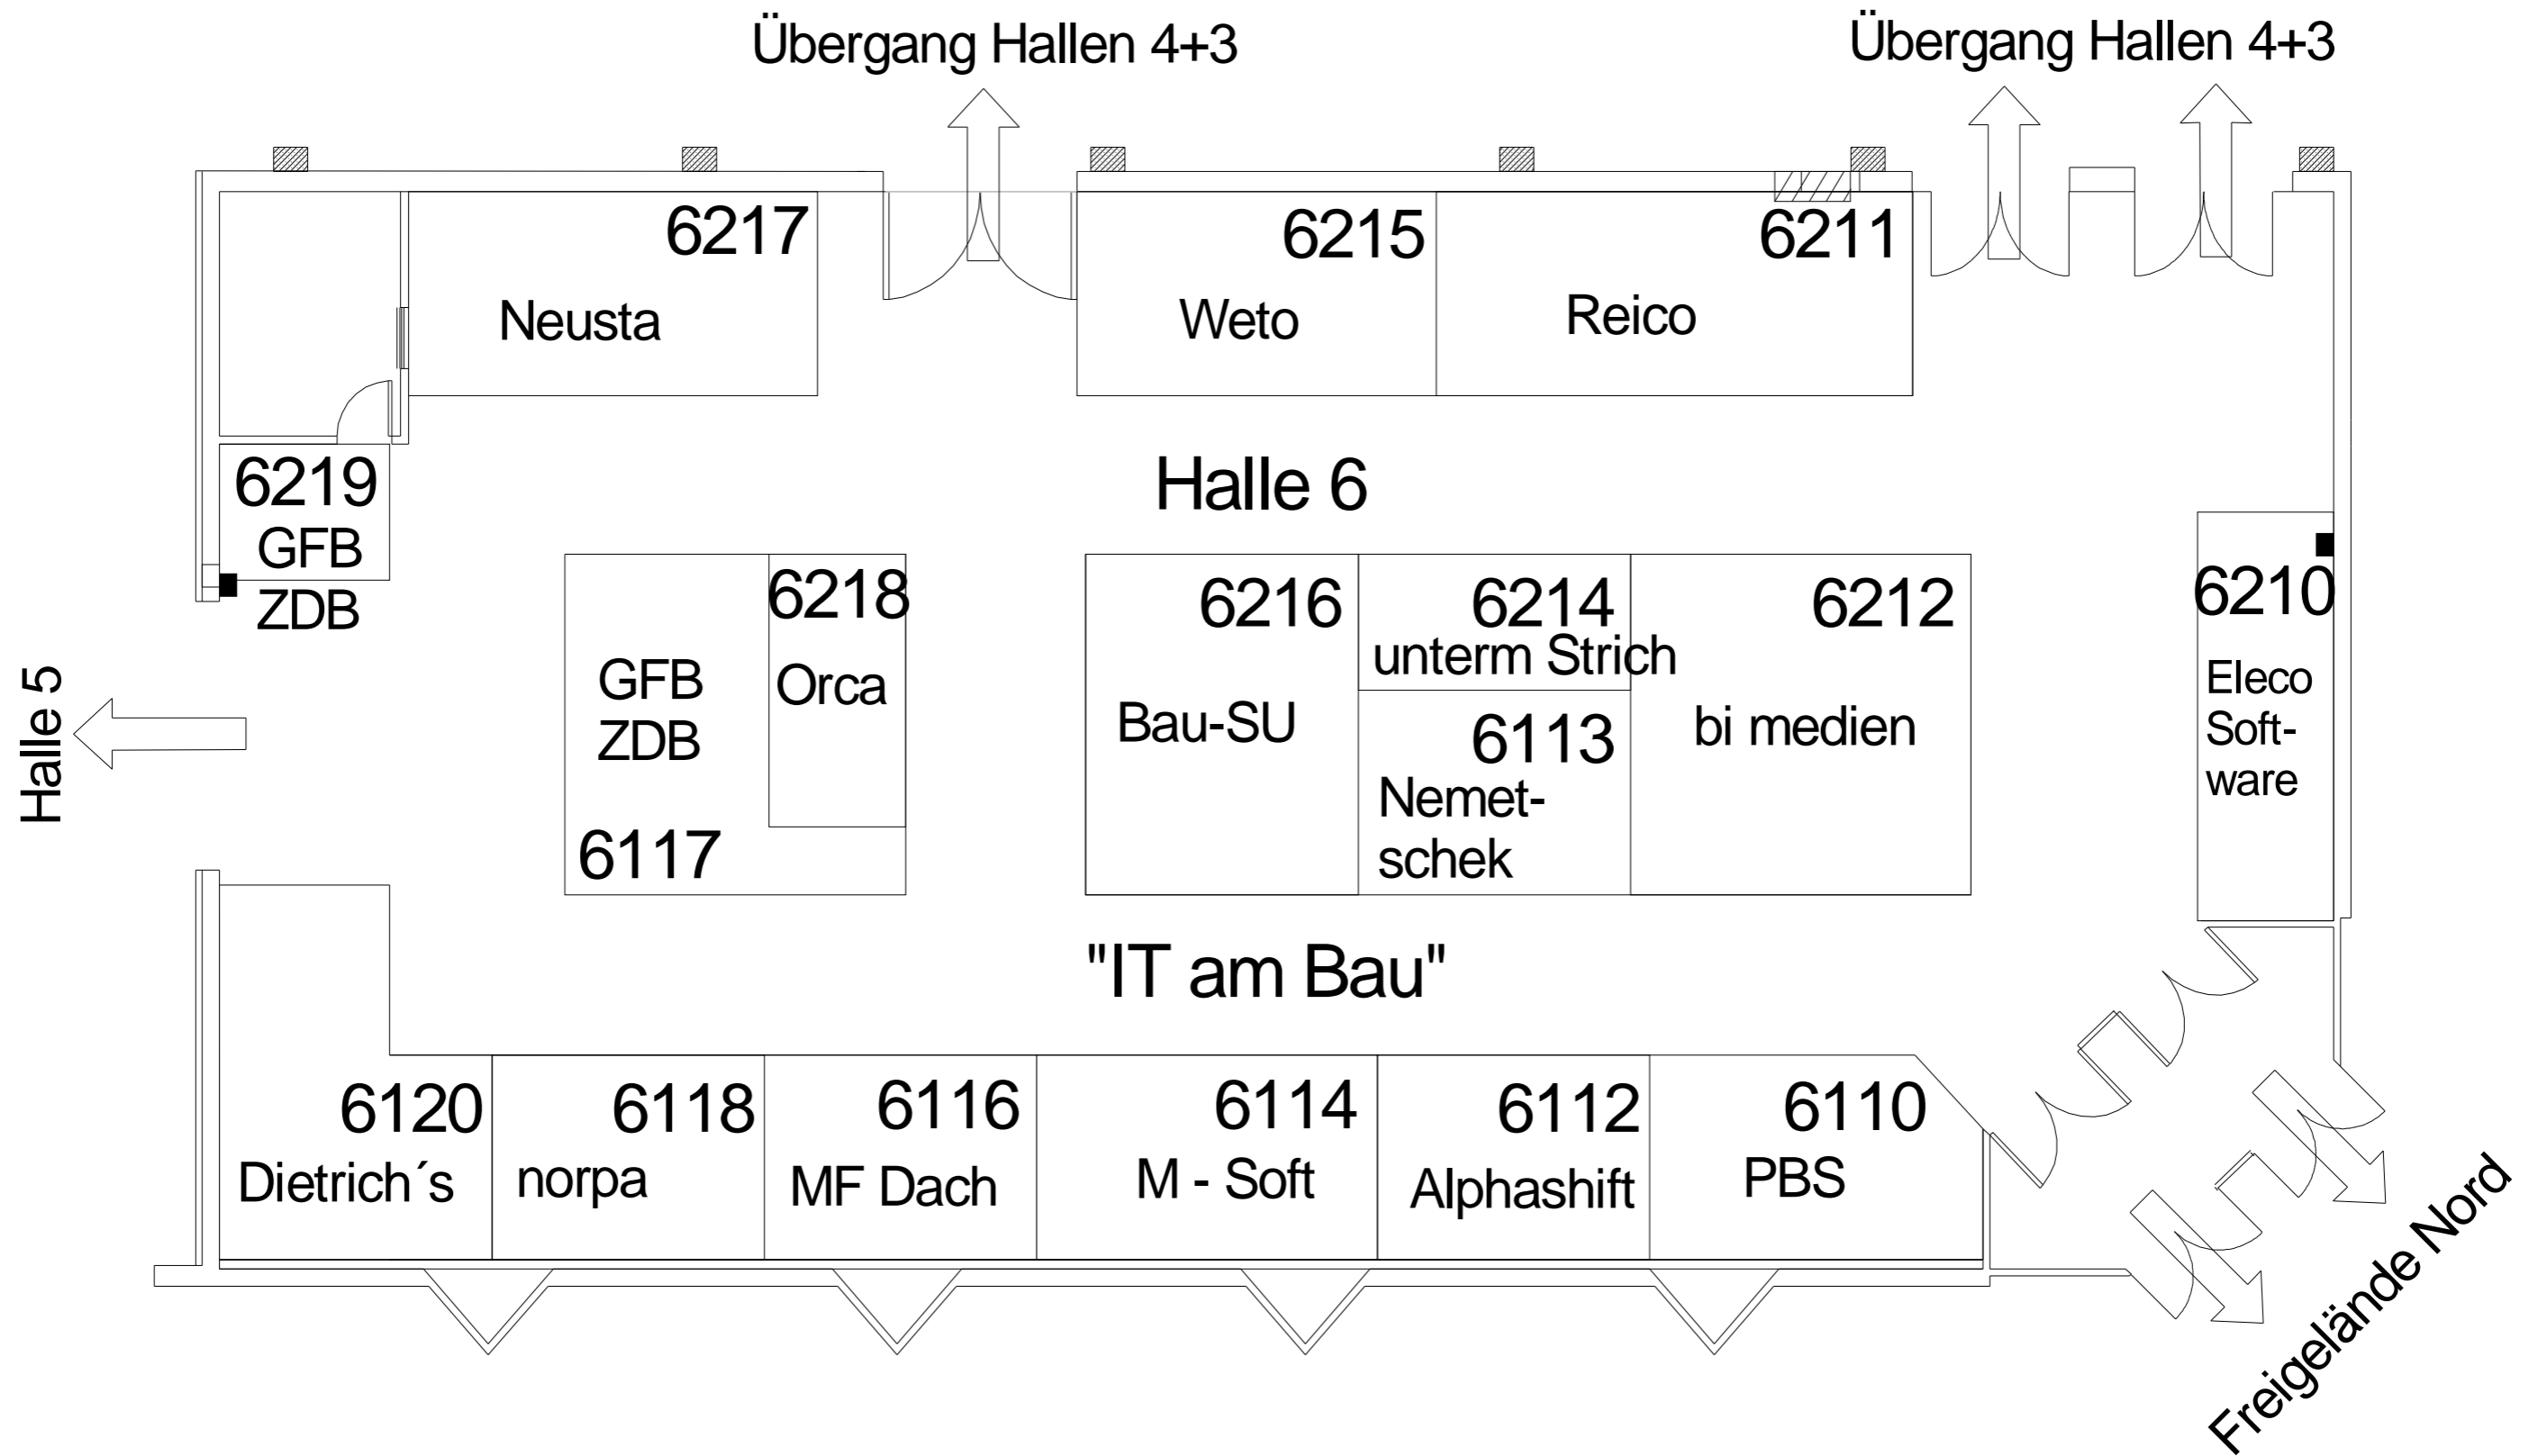 Übergang Hallen 4+3
Übergang Hallen 4+3
6217
Neusta
6215
Weto
6211
Reico
6219
GFB
ZDB
Halle 6
Halle 5
GFB
ZDB
6117
6218
Orca
6216
Bau-SU
6214
unterm Strich
6113
Nemet-
schek
6212
bi medien
6210
Eleco
Soft-
ware
"IT am Bau"
6120
Dietrich´s
6118
norpa
6116
MF Dach
6114
M - Soft
6112
Alphashift
6110
PBS
Freigelände Nord